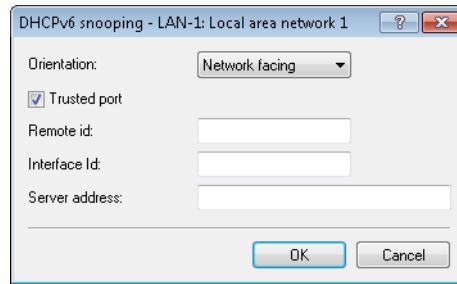 DHCPv6 snooping - LAN-1: Local area network 1
Orientation: Network facing
Trusted port
Remote id:
Interface Id:
Server address:
OK Cancel